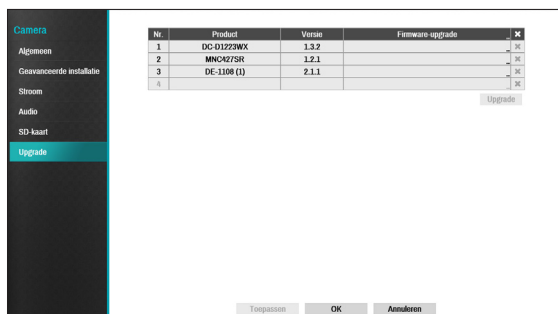 Camera
Algemeen
Geavanceerde installatie
Stroom
Audio
SD-kaart
Upgrade
Nr. Product Versie Firmware-upgrade
1 DC-D1223WX 1.3.2
2 MNC427SR 1.2.1
3 DE-1108 (1) 2.1.1
4
Upgrade
Toepassen OK Annuleren